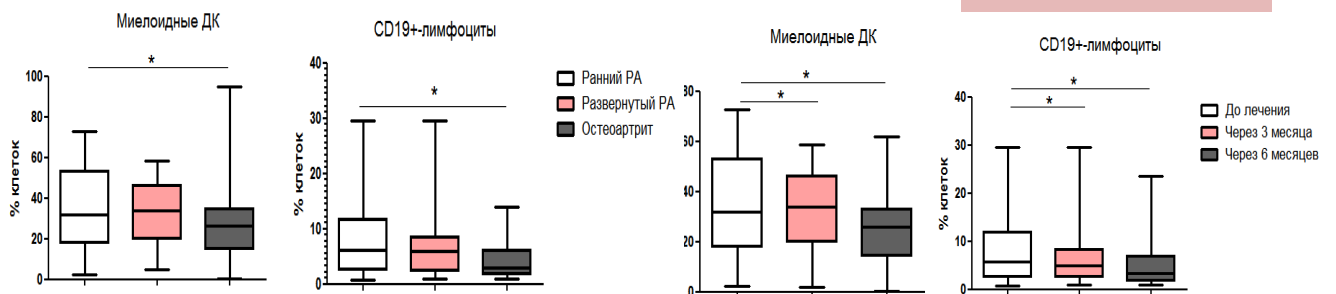 Миелоидные ДК
*
% клеток
100
80
60
40
20
0
CD19+-лимфоциты
*
% клеток
40
30
20
10
0
Ранний РА
Развернутый РА
Остеоартрит
Миелоидные ДК
*
*
% клеток
80
60
40
20
0
CD19+-лимфоциты
*
*
% клеток
40
30
20
10
0
До лечения
Через 3 месяца
Через 6 месяцев